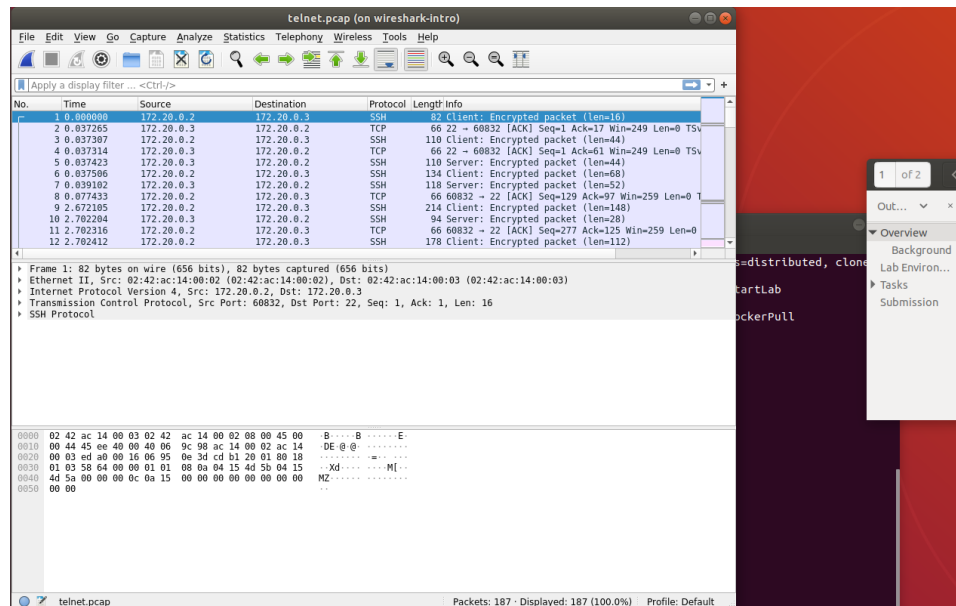 telnet.pcap (on wireshark-intro)
File Edit View Go Capture Analyze Statistics Telephony Wireless Tools Help
Apply a display filter ... <Ctrl-/>
No. Time Source Destination Protocol Length Info
1 0.000000 172.20.0.2 172.20.0.3 SSH 82 Client: Encrypted packet (len=16)
2 0.037265 172.20.0.3 172.20.0.2 TCP 66 22 → 60832 [ACK] Seq=1 Ack=17 Win=249 Len=0 TSv
3 0.037307 172.20.0.2 172.20.0.3 SSH 110 Client: Encrypted packet (len=44)
4 0.037314 172.20.0.3 172.20.0.2 TCP 66 22 → 60832 [ACK] Seq=1 Ack=61 Win=249 Len=0 TSv
5 0.037423 172.20.0.3 172.20.0.2 SSH 110 Server: Encrypted packet (len=44)
6 0.037506 172.20.0.2 172.20.0.3 SSH 134 Client: Encrypted packet (len=68)
7 0.039102 172.20.0.3 172.20.0.2 SSH 118 Server: Encrypted packet (len=52)
8 0.077433 172.20.0.2 172.20.0.3 TCP 66 60832 → 22 [ACK] Seq=129 Ack=97 Win=259 Len=0 T
9 2.672105 172.20.0.2 172.20.0.3 SSH 214 Client: Encrypted packet (len=148)
10 2.702204 172.20.0.3 172.20.0.2 SSH 94 Server: Encrypted packet (len=28)
11 2.702316 172.20.0.2 172.20.0.3 TCP 66 60832 → 22 [ACK] Seq=277 Ack=125 Win=259 Len=0
12 2.702412 172.20.0.2 172.20.0.3 SSH 178 Client: Encrypted packet (len=112)
Frame 1: 82 bytes on wire (656 bits), 82 bytes captured (656 bits)
Ethernet II, Src: 02:42:ac:14:00:02 (02:42:ac:14:00:02), Dst: 02:42:ac:14:00:03 (02:42:ac:14:00:03)
Internet Protocol Version 4, Src: 172.20.0.2, Dst: 172.20.0.3
Transmission Control Protocol, Src Port: 60832, Dst Port: 22, Seq: 1, Ack: 1, Len: 16
SSH Protocol
0000 02 42 ac 14 00 03 02 42 ac 14 00 02 08 00 45 00 ·B·····B ······E·
0010 00 44 45 ee 40 00 40 06 9c 98 ac 14 00 02 ac 14 ·DE·@·@· ········
0020 00 03 ed a0 00 16 06 95 0e 3d cd b1 20 01 80 18 ········ ·=·· ···
0030 01 03 58 64 00 00 01 01 08 0a 04 15 4d 5b 04 15 ··Xd···· ····M[··
0040 4d 5a 00 00 00 0c 0a 15 00 00 00 00 00 00 00 00 MZ······ ········
0050 00 00 ··
telnet.pcap Packets: 187 · Displayed: 187 (100.0%) Profile: Default
s=distributed, clone
tartLab
ockerPull
1 of 2
Out...
Overview
Background
Lab Environ...
Tasks
Submission